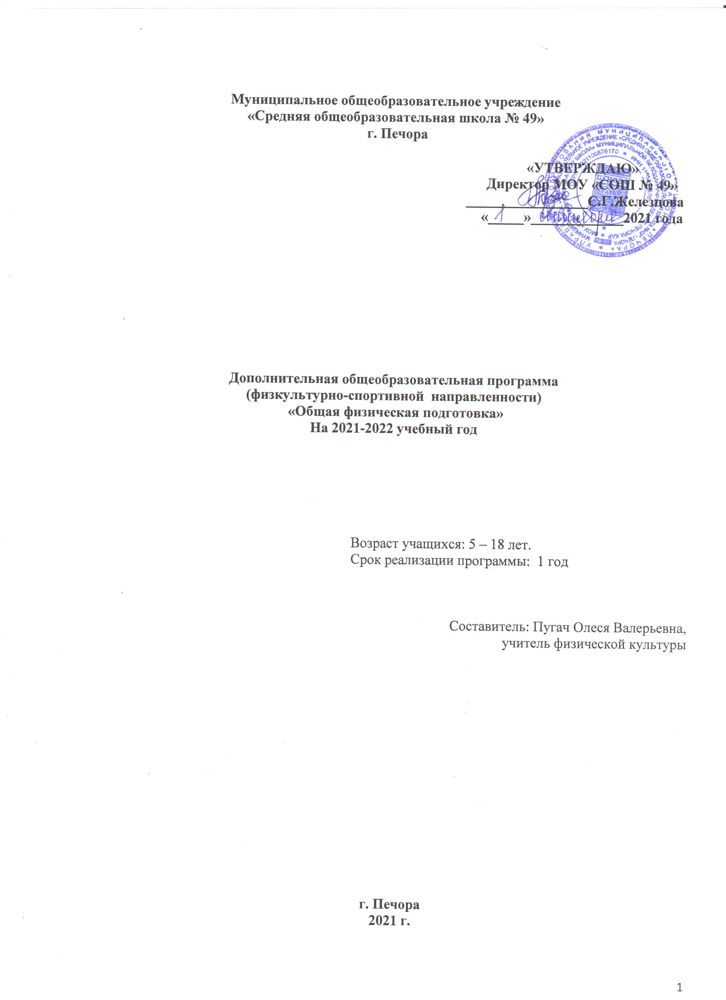 Муниципальное общеобразовательное учреждение
«Средняя общеобразовательная школа № 49»
г. Печора
«УТВЕРЖДАЮ»
Директор МОУ «СОШ № 49»
С.Г.Железцова
«1» сентября 2021 года
Дополнительная общеобразовательная программа
(физкультурно-спортивной направленности)
«Общая физическая подготовка»
На 2021-2022 учебный год
Возраст учащихся: 5 – 18 лет.
Срок реализации программы: 1 год
Составитель: Пугач Олеся Валерьевна,
учитель физической культуры
г. Печора
2021 г.
1